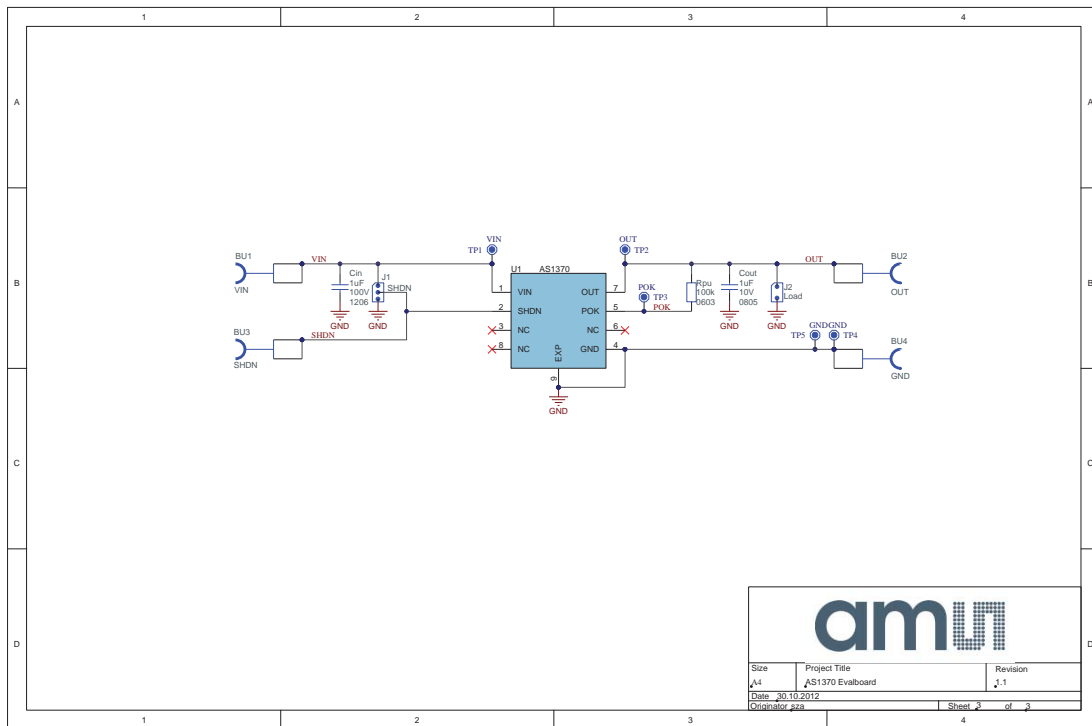 1 2 3 4
A A
VIN OUT
TP1 TP2
BU1 VIN U1 AS1370 OUT BU2
Cin J1 Rpu Cout
1uF SHDN 100k 1uF J2
100V 0603 10V Load
1206 0805
VIN OUT
POK
TP3
POK
1 VIN OUT 7
2 SHDN POK 5
3 NC NC 6
8 NC GND 4
EXP
9
B B
GND GND GND GND
BU3 SHDN GND GND BU4
TP5 TP4
SHDN GND
GND
C C
D D
am
Size Project Title Revision
A4 AS1370 Evalboard 1.1
Date 30.10.2012
Originator sza Sheet 3 of 3
1 2 3 4